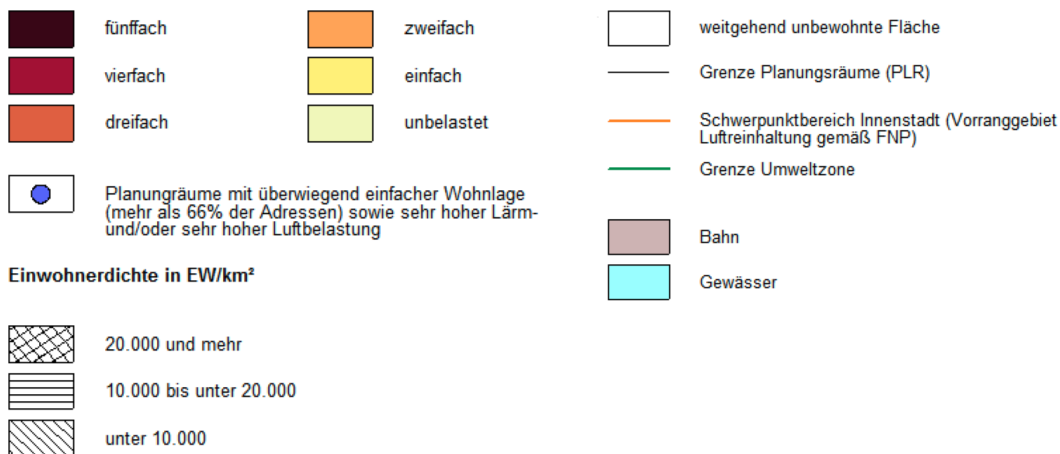 fünffach
vierfach
dreifach
zweifach
einfach
unbelastet
Planungräume mit überwiegend einfacher Wohnlage
(mehr als 66% der Adressen) sowie sehr hoher Lärm-
und/oder sehr hoher Luftbelastung
Einwohnerdichte in EW/km²
20.000 und mehr
10.000 bis unter 20.000
unter 10.000
weitgehend unbewohnte Fläche
Grenze Planungsräume (PLR)
Schwerpunktbereich Innenstadt (Vorranggebiet
Luftreinhaltung gemäß FNP)
Grenze Umweltzone
Bahn
Gewässer